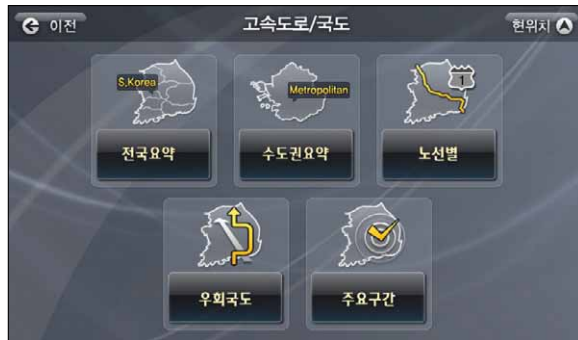 이전
고속도로/국도
현위치
S.Korea
Metropolitan
1
전국요약
수도권요약
노선별
우회국도
주요구간